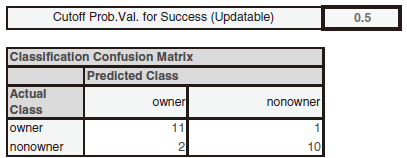 Cutoff Prob.Val. for Success (Updatable) 0.5
Classification Confusion Matrix
Predicted Class
Actual Class owner nonowner
owner 11 1
nonowner 2 10